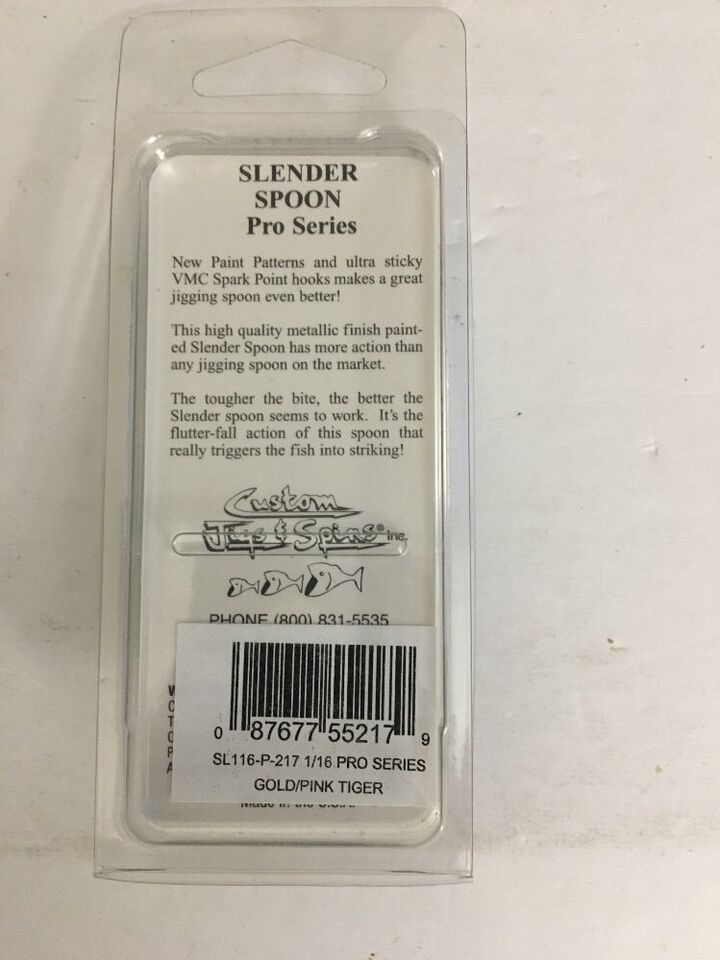 SLENDER
SPOON
Pro Series
New Paint Patterns and ultra sticky
VMC Spark Point hooks makes a great
jigging spoon even better!
This high quality metallic finish paint-
ed Slender Spoon has more action than
any jigging spoon on the market.
The tougher the bite, the better the
Slender spoon seems to work. It's the
flutter-fall action of this spoon that
really triggers the fish into striking!
Custom
Jigs & Spins® inc.
PHONE (800) 831-5535
W
C
T
C
P
A
0 87677 55217 9
SL116-P-217 1/16 PRO SERIES
GOLD/PINK TIGER
Made in the U.S.A.